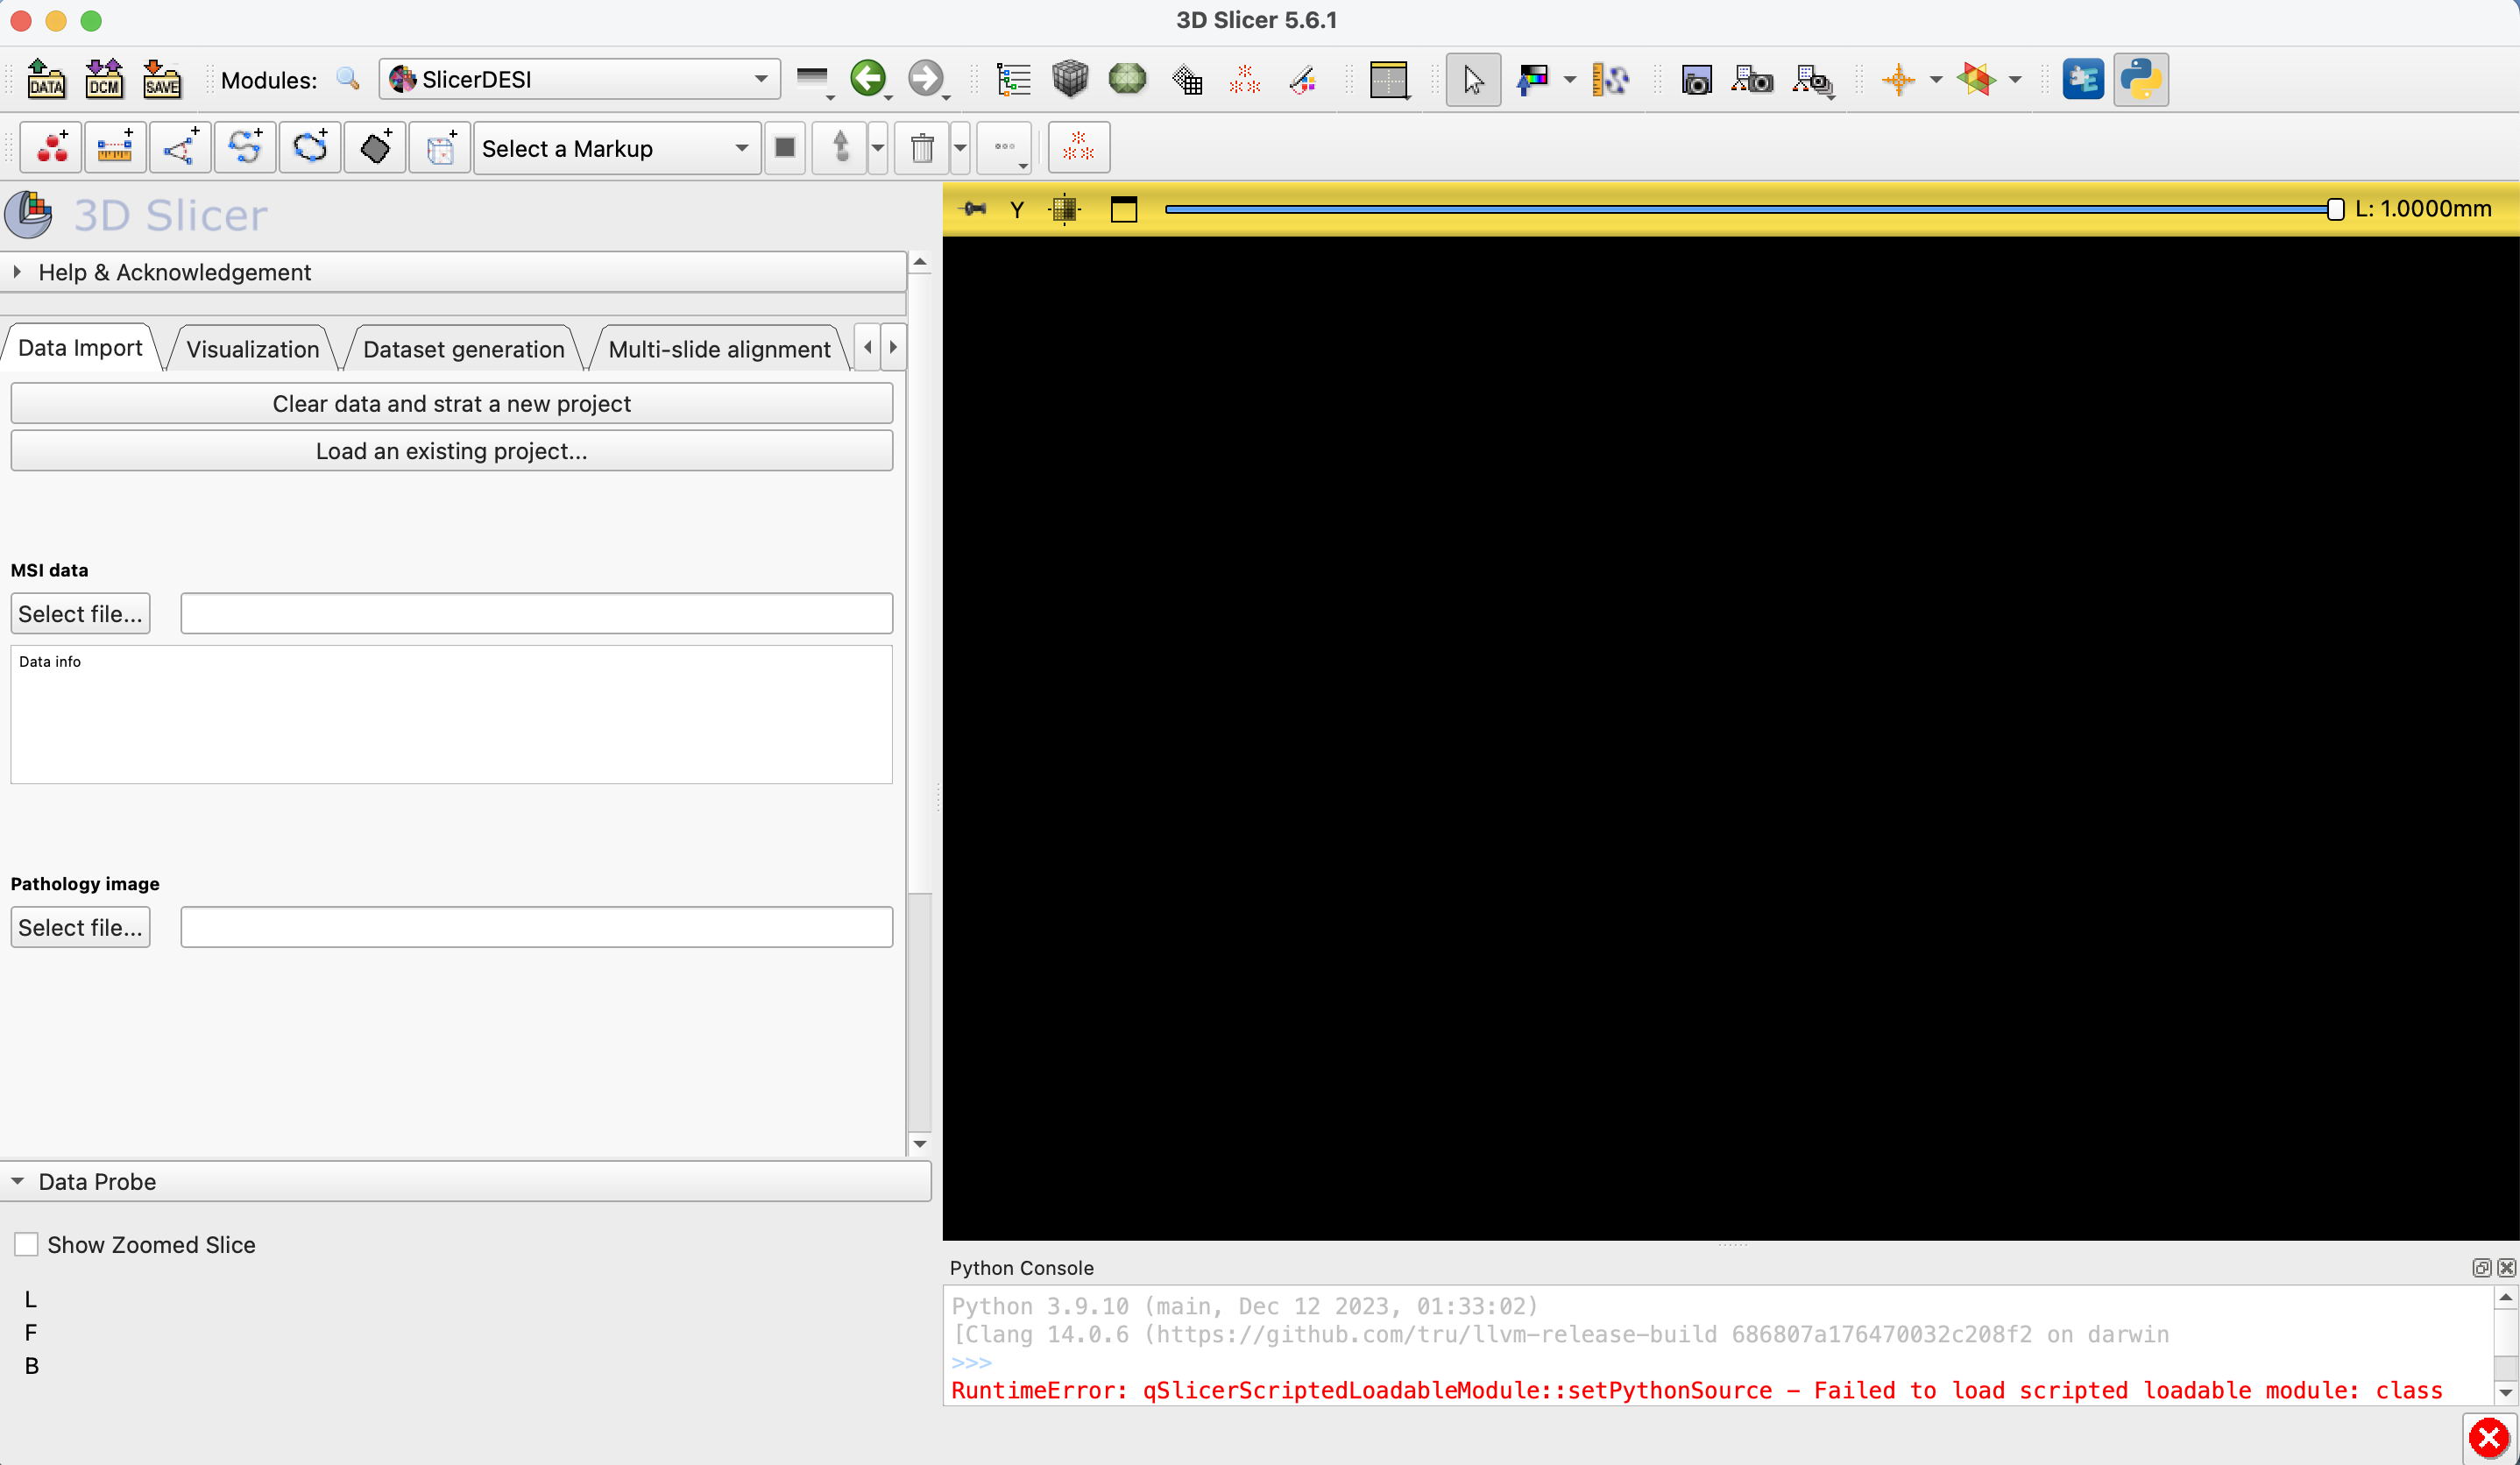 3D Slicer 5.6.1
DATA DCM SAVE Modules: SlicerDESI
Select a Markup
3D Slicer
Y L: 1.0000mm
Help & Acknowledgement
Data Import Visualization Dataset generation Multi-slide alignment
Clear data and strat a new project
Load an existing project...
MSI data
Select file...
Data info
Pathology image
Select file...
Data Probe
Show Zoomed Slice
L
F
B
Python Console
Python 3.9.10 (main, Dec 12 2023, 01:33:02)
[Clang 14.0.6 (https://github.com/tru/llvm-release-build 686807a176470032c208f2 on darwin
>>>
RuntimeError: qSlicerScriptedLoadableModule::setPythonSource - Failed to load scripted loadable module: class